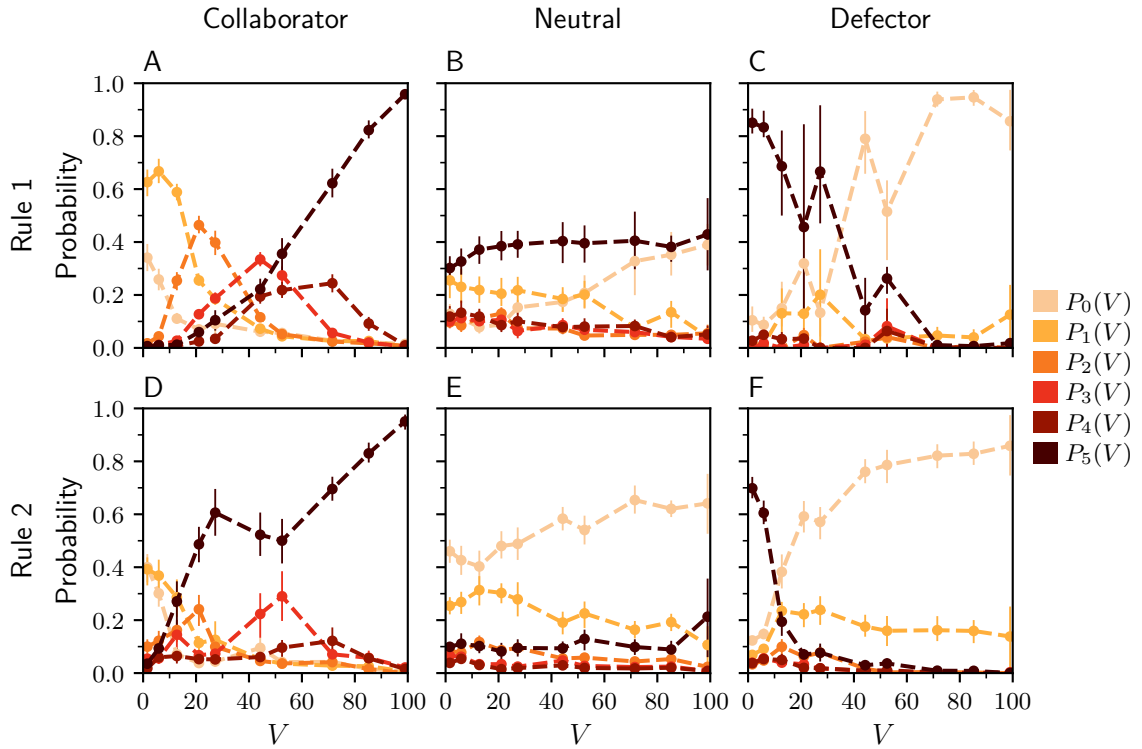 Collaborator Neutral Defector
A B C
1.0
0.8
0.6
0.4
0.2
0.0
Rule 1
Probability
P₀(V)
P₁(V)
P₂(V)
P₃(V)
P₄(V)
P₅(V)
D E F
1.0
0.8
0.6
0.4
0.2
0.0
Rule 2
Probability
0 20 40 60 80 100 0 20 40 60 80 100 0 20 40 60 80 100
V V V